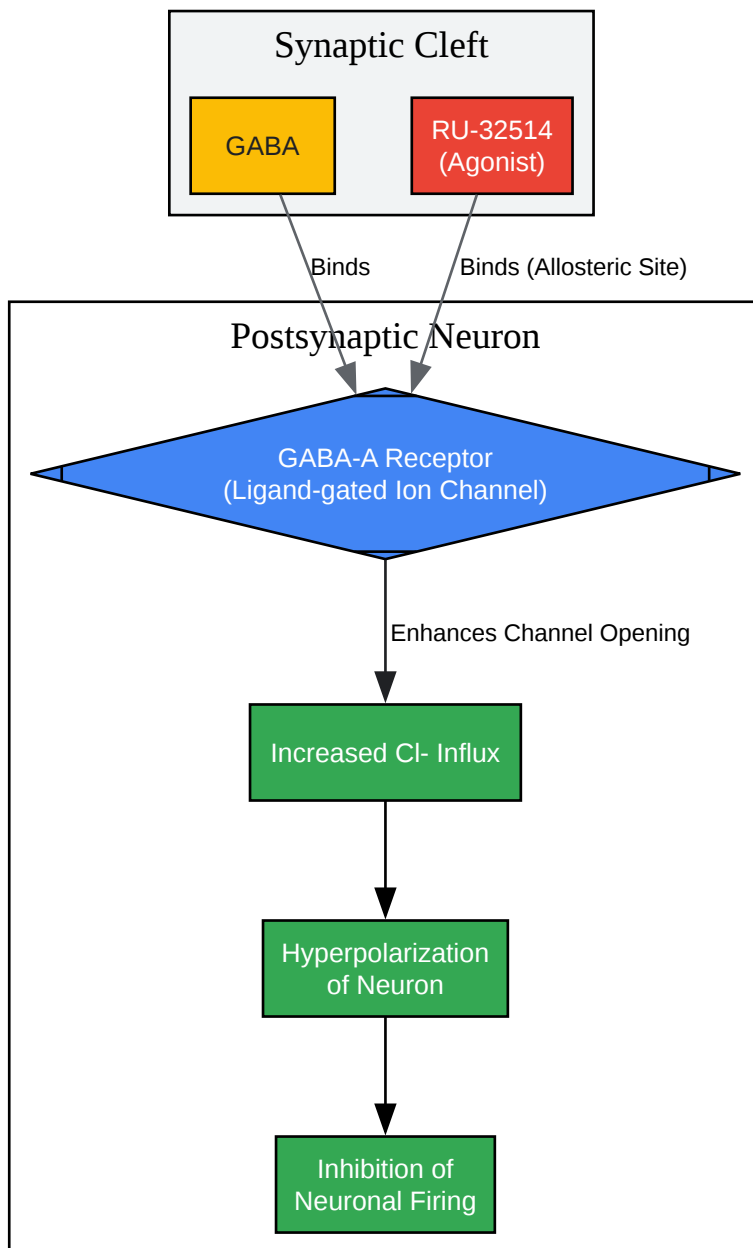 Synaptic Cleft
GABA
RU-32514
(Agonist)
Binds
Binds (Allosteric Site)
Postsynaptic Neuron
GABA-A Receptor
(Ligand-gated Ion Channel)
Enhances Channel Opening
Increased Cl- Influx
Hyperpolarization
of Neuron
Inhibition of
Neuronal Firing